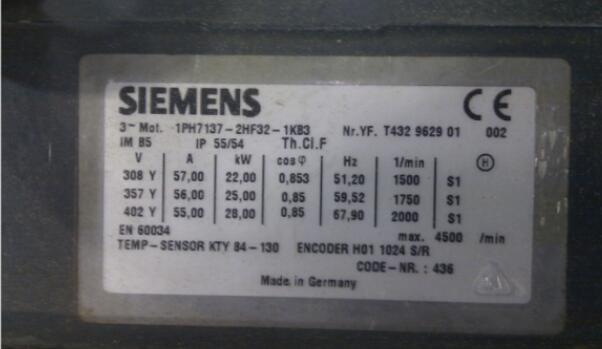 SIEMENS CE
3~ Mot. 1PH7137-2HF32-1KB3 Nr.YF. T432 9629 01 002
IM B5 IP 55/54 Th.Cl.F
V A kW cosφ Hz 1/min H
308 Y 57,00 22,00 0,853 51,20 1500 S1
357 Y 56,00 25,00 0,85 59,52 1750 S1
402 Y 55,00 28,00 0,85 67,90 2000 S1
EN 60034 max. 4500 /min
TEMP-SENSOR KTY 84-130 ENCODER H01 1024 S/R
CODE-NR. : 436
Made in Germany